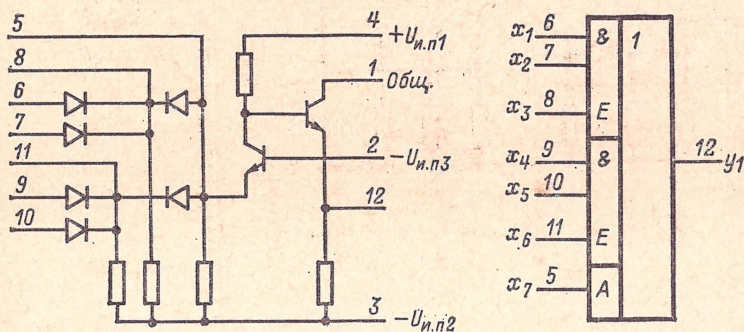 5
8
6
7
11
9
10
4 +Uи.п1
1 Общ.
2 -Uи.п3
12
3 -Uи.п2
x1 6 & 1
x2 7
x3 8 E
x4 9 &
x5 10
x6 11 E
x7 5 A
12 y1